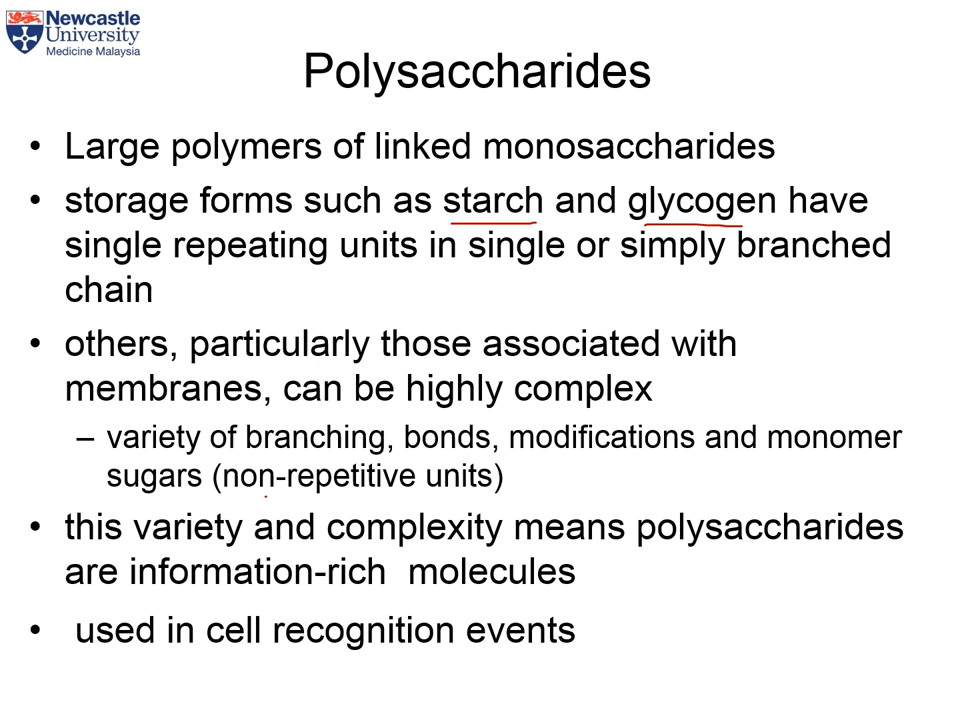 Newcastle
University
Medicine Malaysia
Polysaccharides
• Large polymers of linked monosaccharides
• storage forms such as starch and glycogen have
single repeating units in single or simply branched
chain
• others, particularly those associated with
membranes, can be highly complex
– variety of branching, bonds, modifications and monomer
sugars (non-repetitive units)
• this variety and complexity means polysaccharides
are information-rich  molecules
•  used in cell recognition events